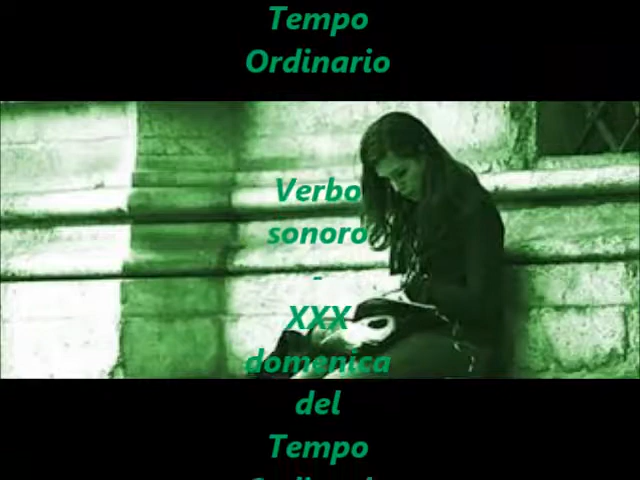 Tempo
Ordinario
Verbo
sonoro
-
XXX
domenica
del
Tempo